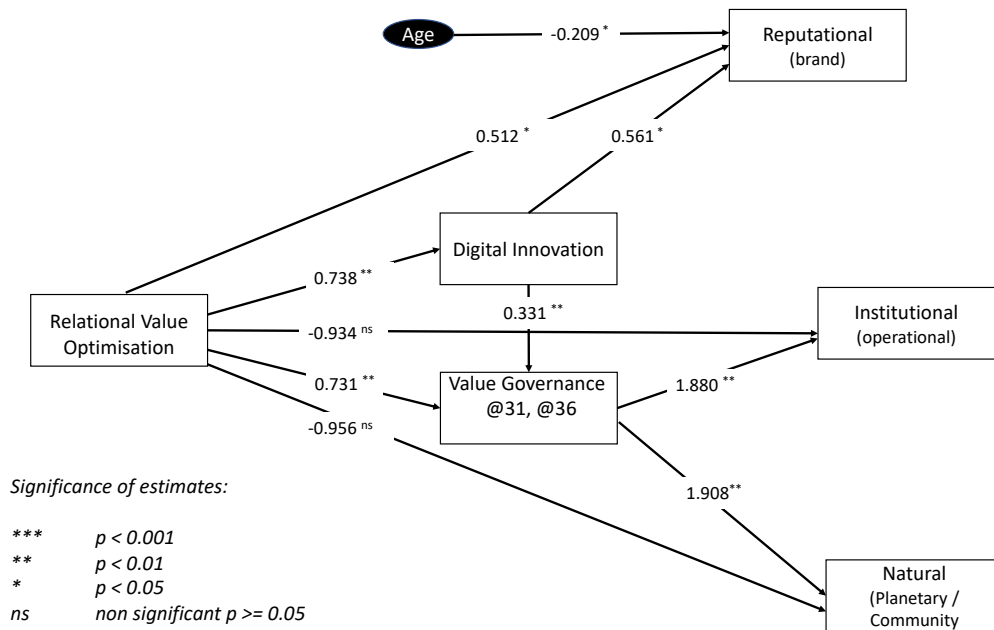 Age
-0.209 *
Reputational
(brand)
0.512 *
0.561 *
Digital Innovation
0.738 **
0.331 **
Relational Value
Optimisation
-0.934 ns
Institutional
(operational)
0.731 **
Value Governance
@31, @36
1.880 **
-0.956 ns
1.908**
Significance of estimates:
*** p < 0.001
** p < 0.01
* p < 0.05
ns non significant p >= 0.05
Natural
(Planetary /
Community